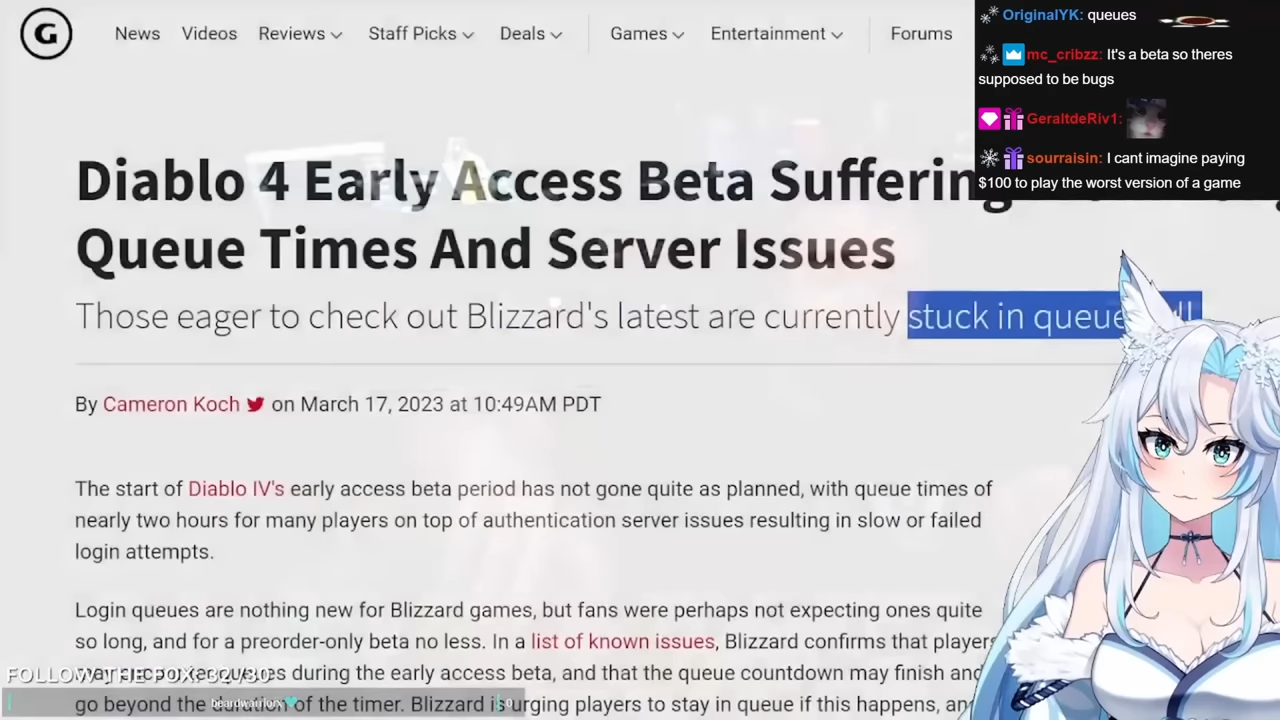 G
News Videos Reviews Staff Picks Deals Games Entertainment Forums
OriginalYK: queues
mc_cribzz: It's a beta so theres
supposed to be bugs
GeraltdeRiv1:
sourraisin: I cant imagine paying
$100 to play the worst version of a game
Diablo 4 Early Access Beta Suffering
Queue Times And Server Issues
Those eager to check out Blizzard's latest are currently stuck in queue
By Cameron Koch on March 17, 2023 at 10:49AM PDT
The start of Diablo IV's early access beta period has not gone quite as planned, with queue times of
nearly two hours for many players on top of authentication server issues resulting in slow or failed
login attempts.
Login queues are nothing new for Blizzard games, but fans were perhaps not expecting ones quite
so long, and for a preorder-only beta no less. In a list of known issues, Blizzard confirms that players
FOLLOW THE FOX: 32/80
during the early access beta, and that the queue countdown may finish and
beardwarriorx
go beyond the duration of the timer. Blizzard is urging players to stay in queue if this happens, and